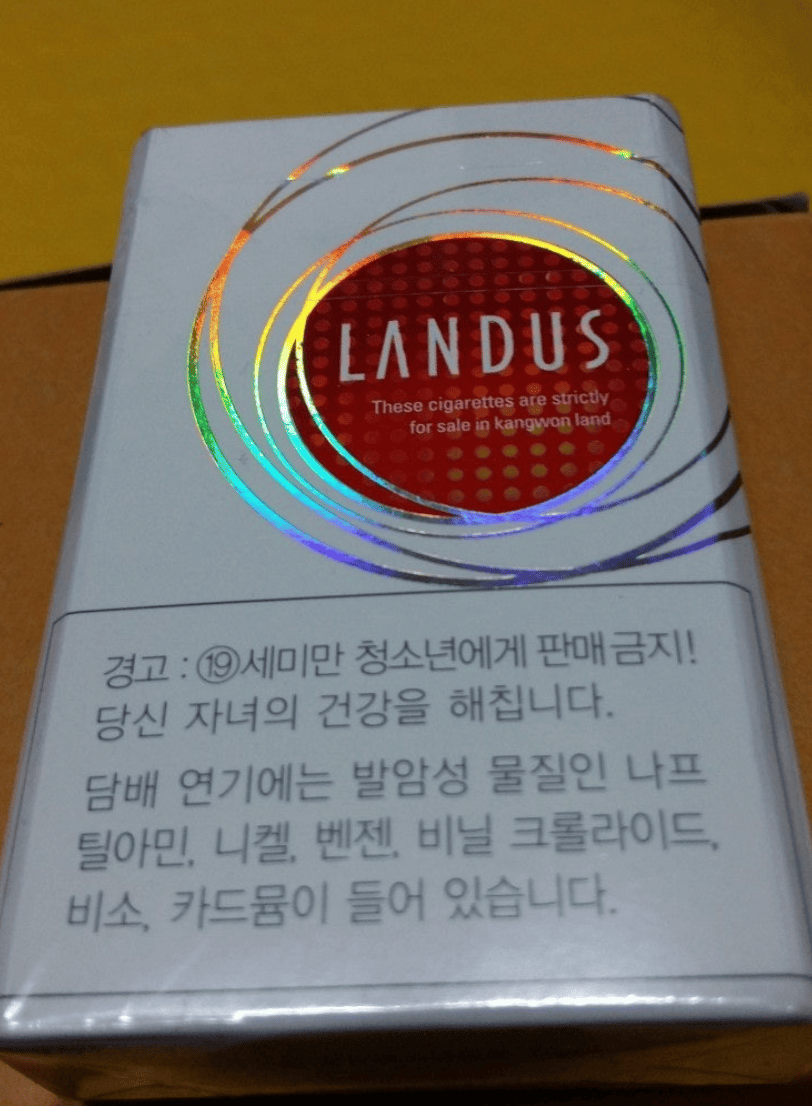 LANDUS
These cigarettes are strictly
for sale in kangwon land
경고 : ⑲세미만 청소년에게 판매금지!
당신 자녀의 건강을 해칩니다.
담배 연기에는 발암성 물질인 나프
틸아민, 니켈, 벤젠, 비닐 크롤라이드,
비소, 카드뮴이 들어 있습니다.